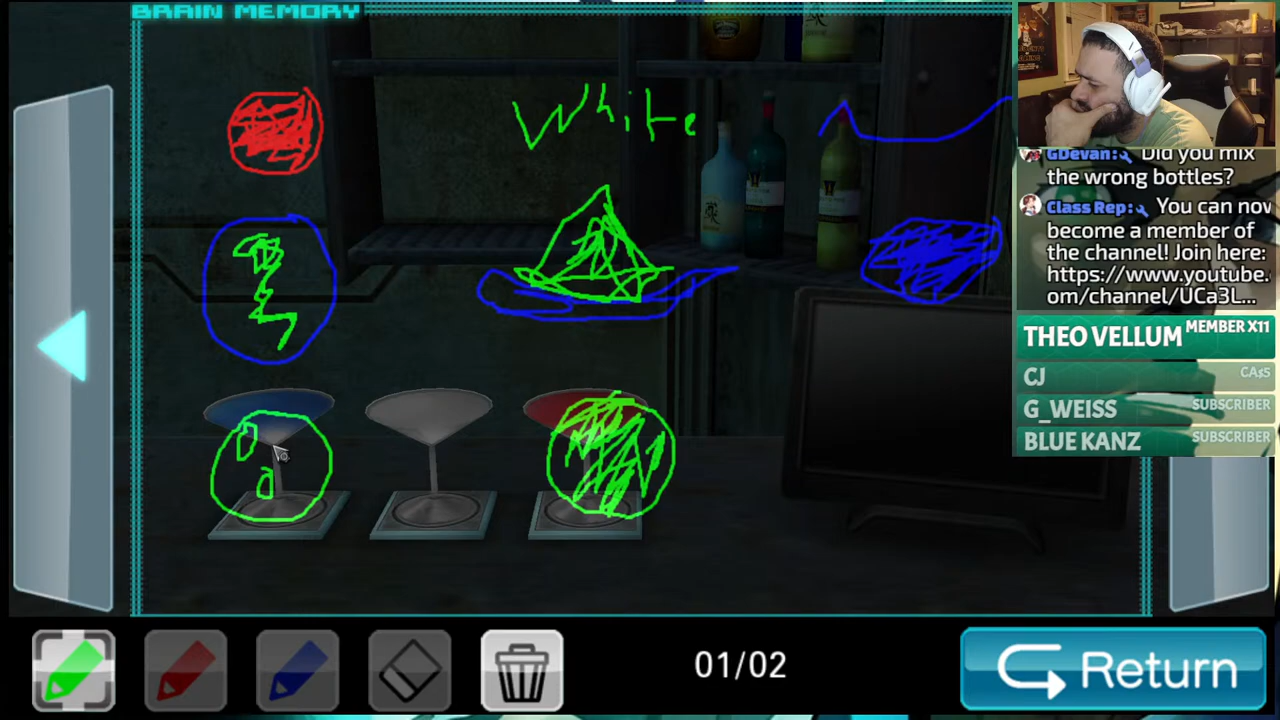 BRAIN MEMORY
White
GDevan: Did you mix
the wrong bottles?
Class Rep: You can now
become a member of
the channel! Join here:
https://www.youtube.
om/channel/UCa3L...
THEO VELLUM MEMBER X11
CJ CA$5
G_WEISS SUBSCRIBER
BLUE KANZ SUBSCRIBER
01/02
Return